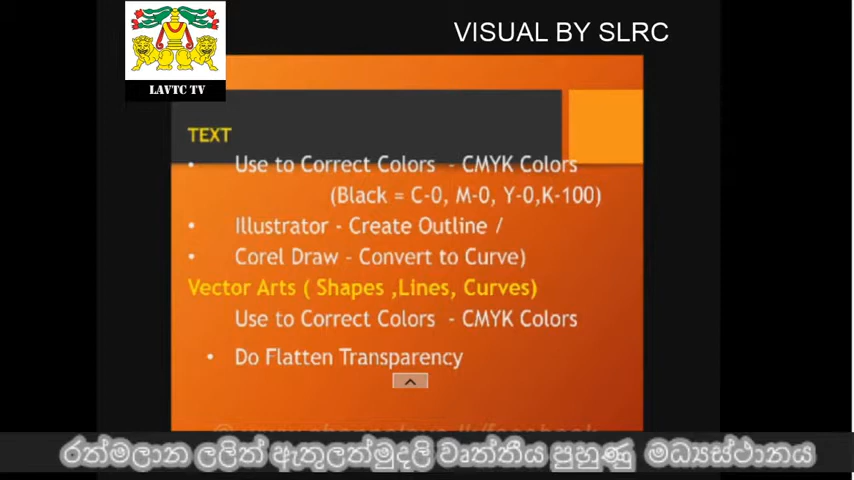 VISUAL BY SLRC
LAVTC TV
TEXT
• Use to Correct Colors - CMYK Colors
(Black = C-0, M-0, Y-0,K-100)
• Illustrator - Create Outline /
• Corel Draw - Convert to Curve)
Vector Arts ( Shapes ,Lines, Curves)
Use to Correct Colors - CMYK Colors
• Do Flatten Transparency
රත්මලාන ලලිත් ඇතුලත්මුදලි වෘත්තීය පුහුණු මධ්‍යස්ථානය